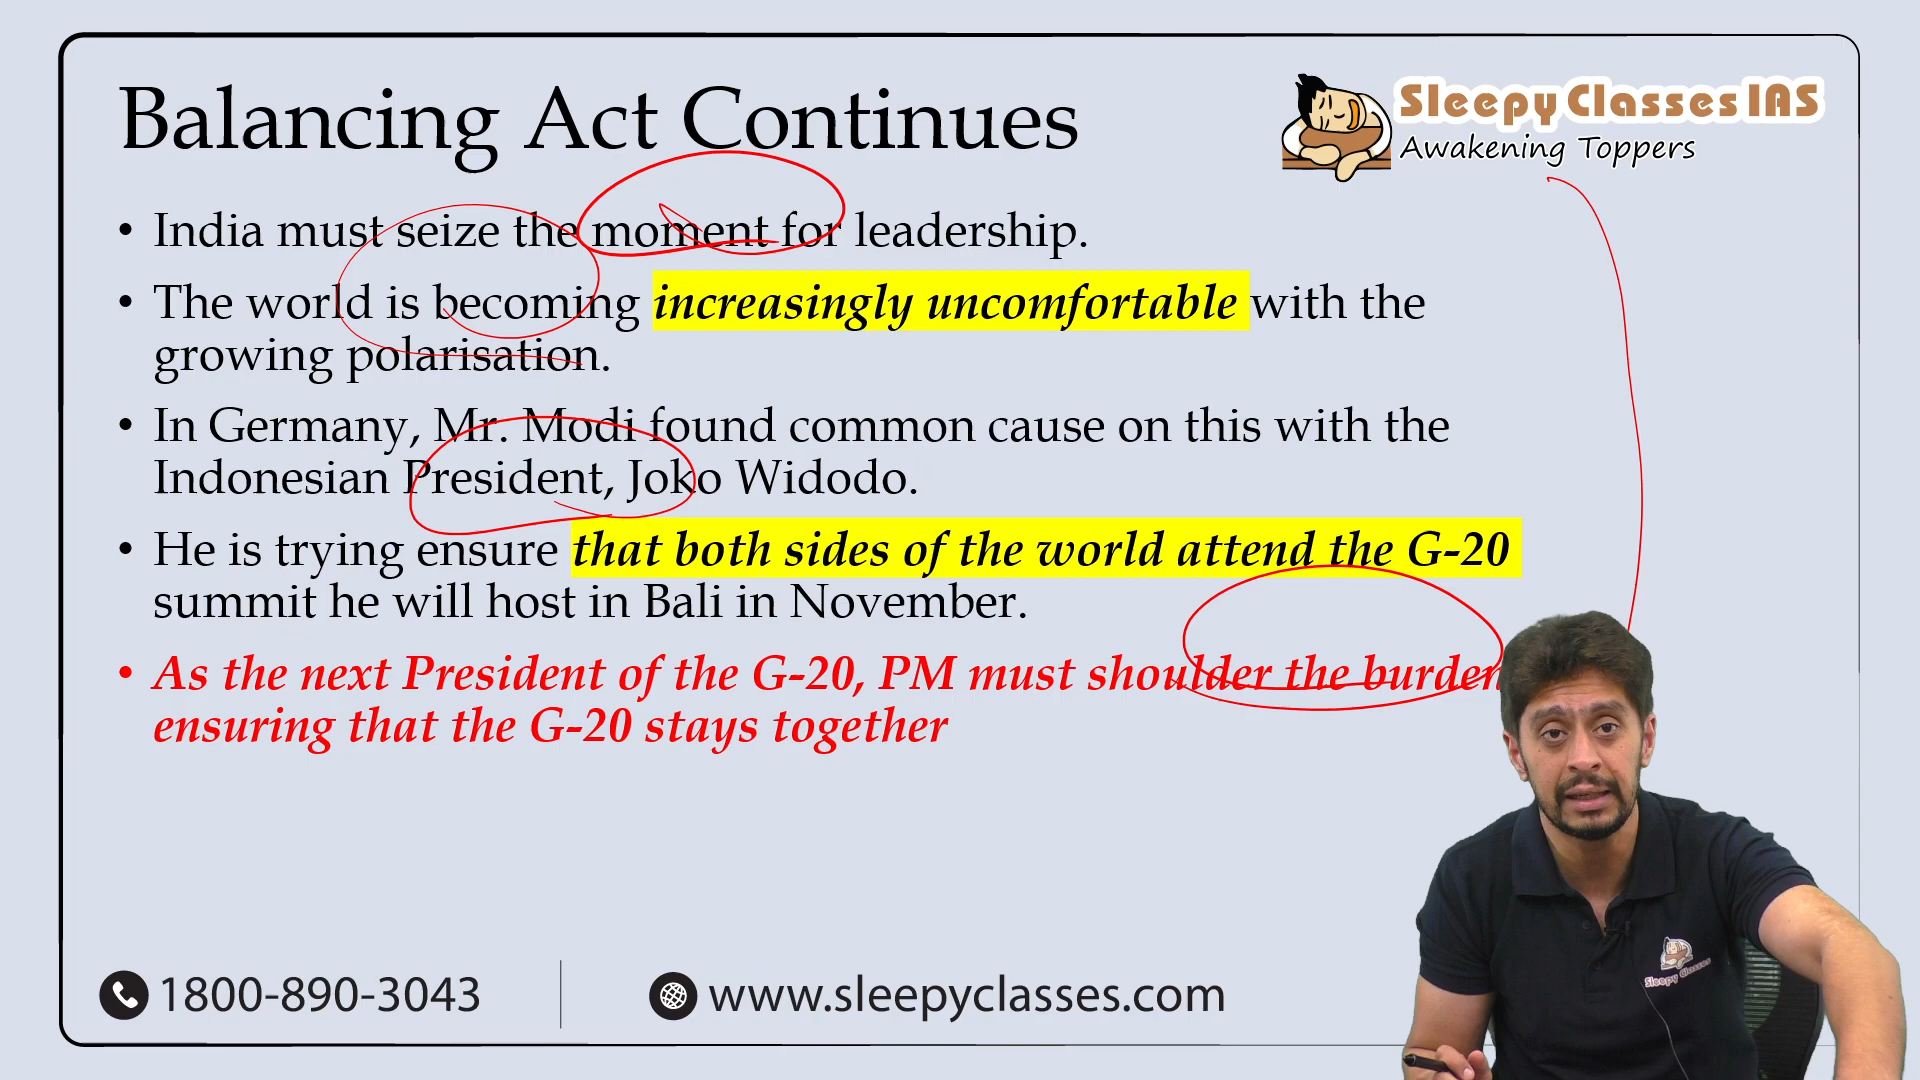 Balancing Act Continues
Sleepy Classes IAS
Awakening Toppers
• India must seize the moment for leadership.
• The world is becoming increasingly uncomfortable with the
growing polarisation.
• In Germany, Mr. Modi found common cause on this with the
Indonesian President, Joko Widodo.
• He is trying ensure that both sides of the world attend the G-20
summit he will host in Bali in November.
• As the next President of the G-20, PM must shoulder the burden
ensuring that the G-20 stays together
Sleepy Classes
1800-890-3043
www.sleepyclasses.com